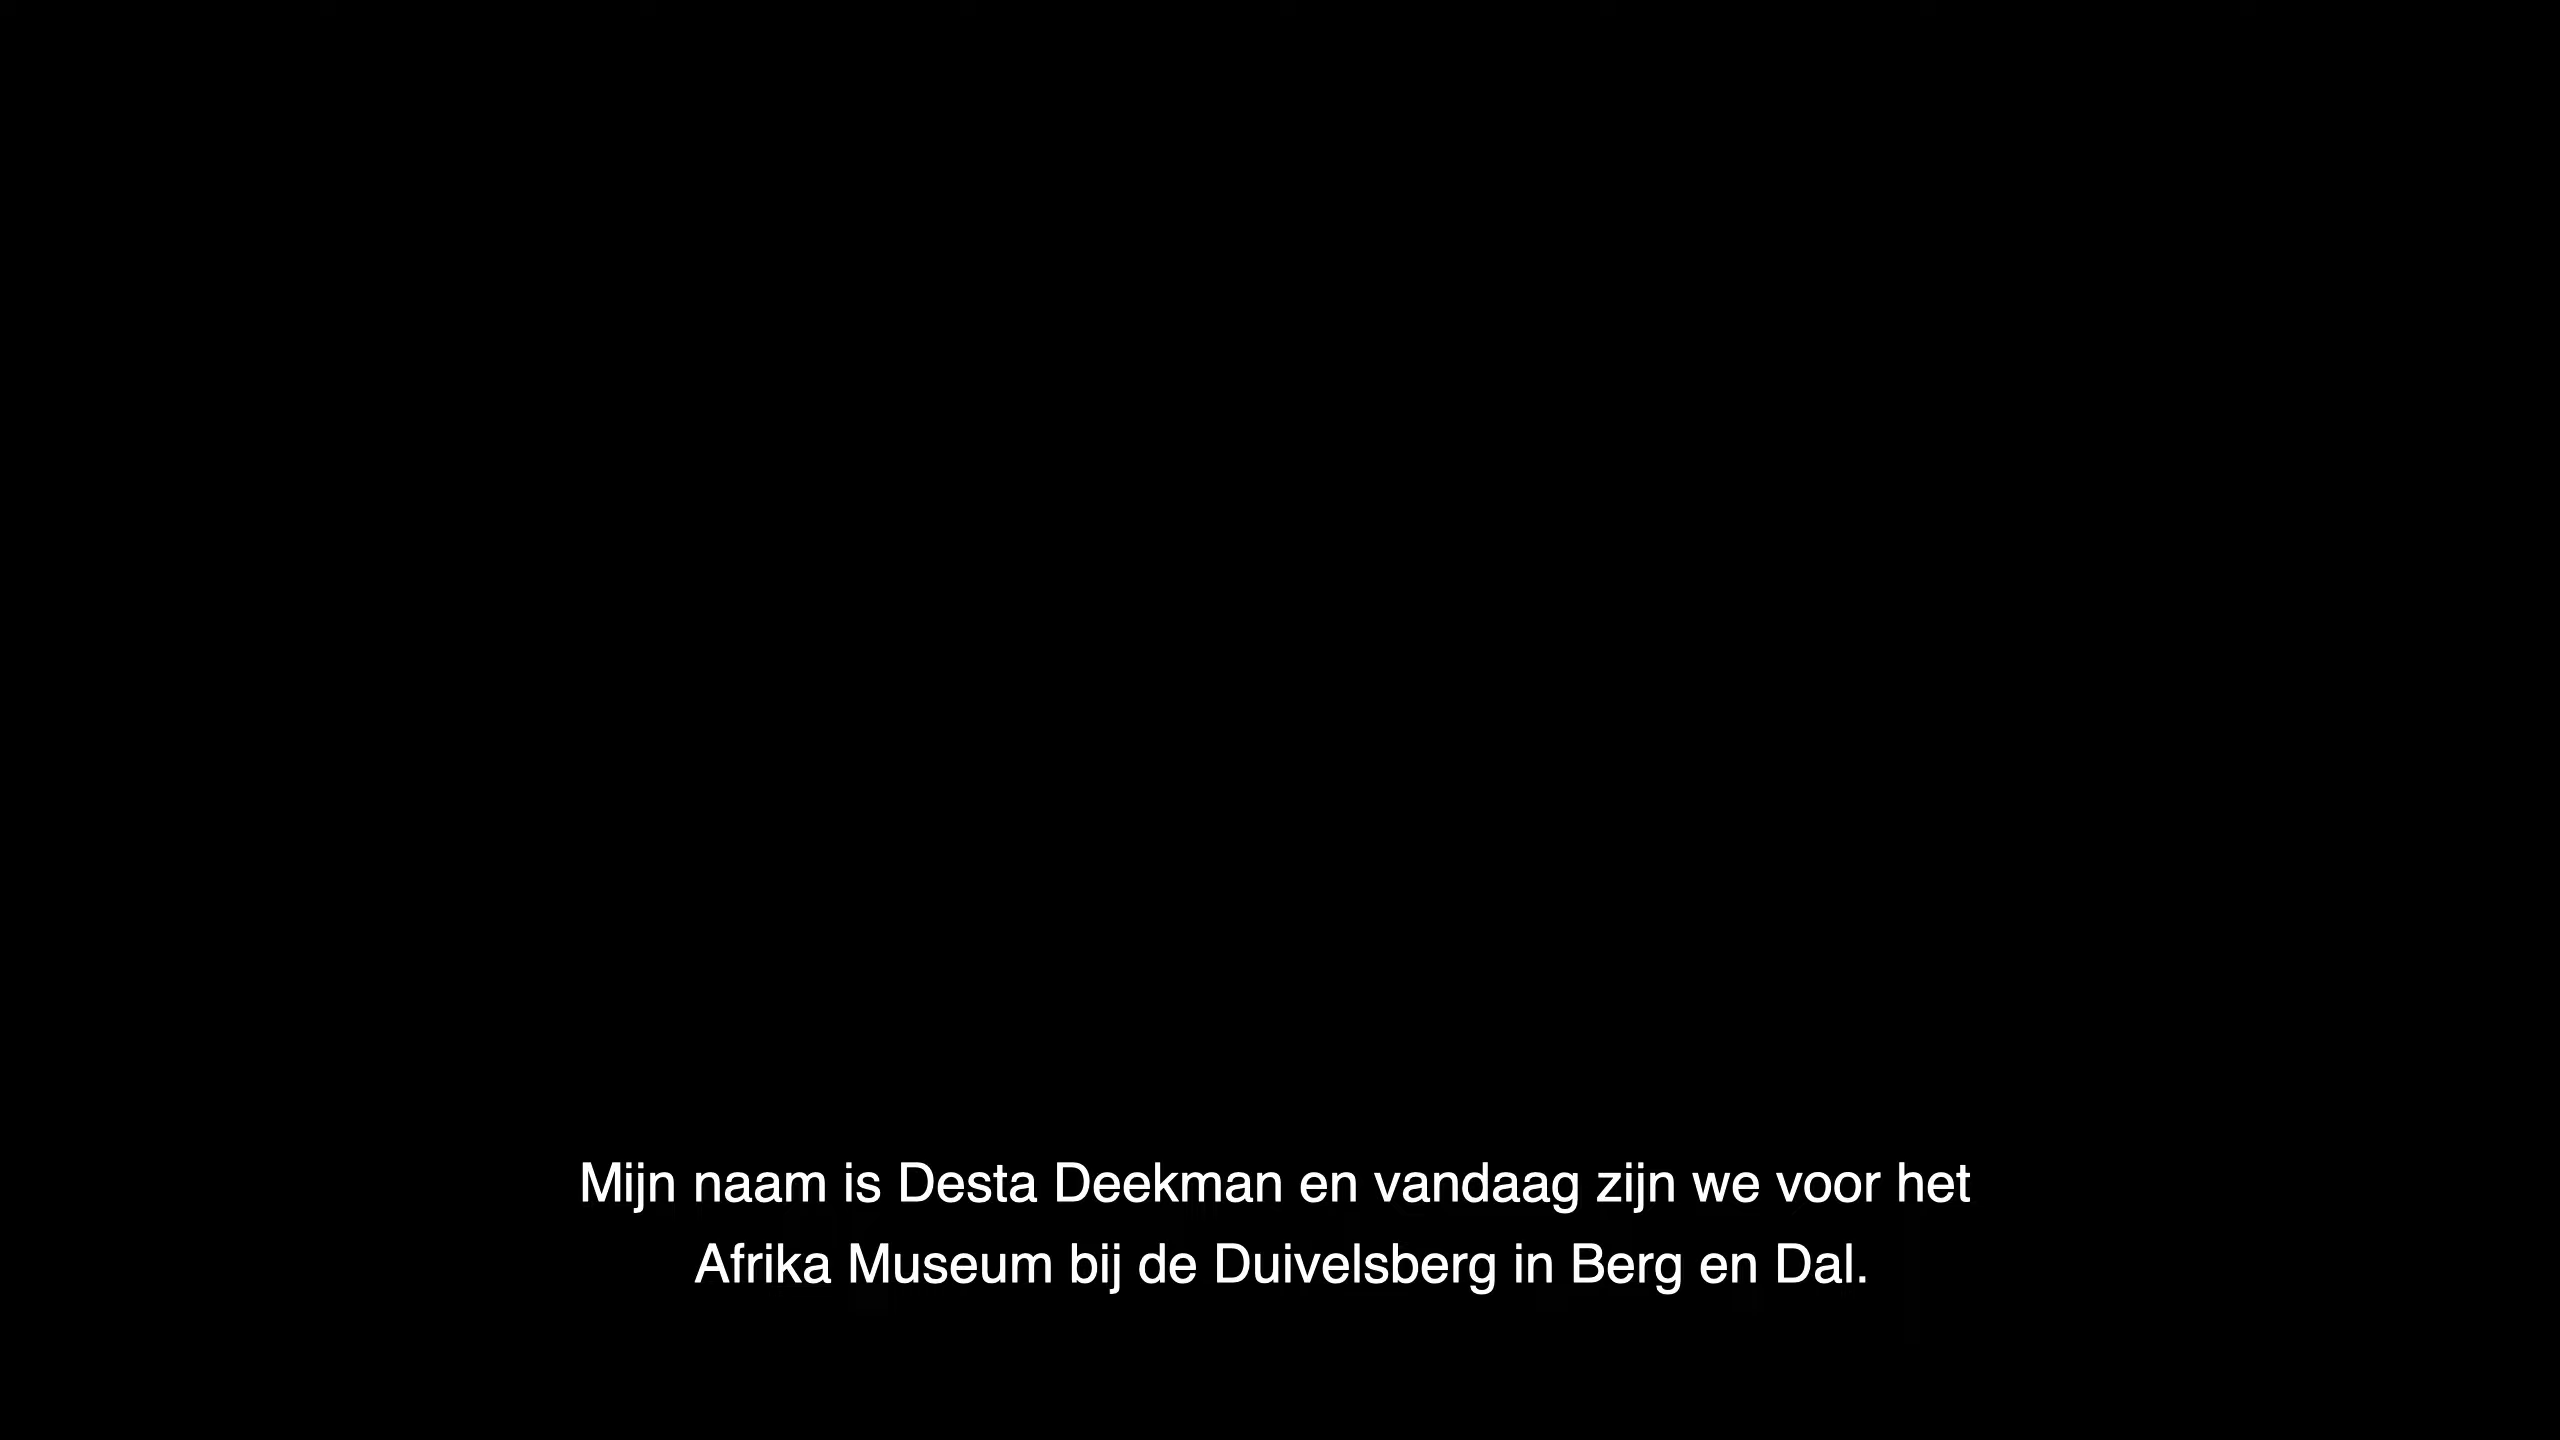 Mijn naam is Desta Deekman en vandaag zijn we voor het
Afrika Museum bij de Duivelsberg in Berg en Dal.